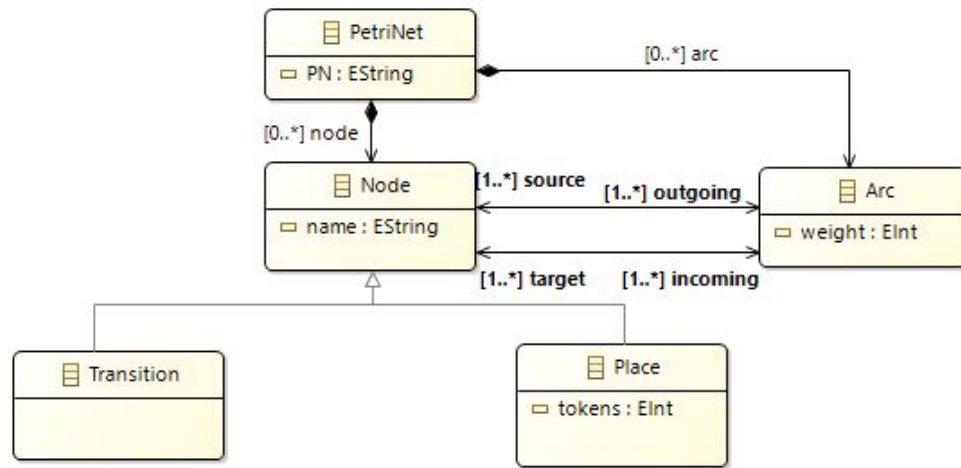 PetriNet
PN : EString
[0..*] arc
[0..*] node
Node
name : EString
[1..*] source
[1..*] outgoing
[1..*] target
[1..*] incoming
Arc
weight : EInt
Transition
Place
tokens : EInt